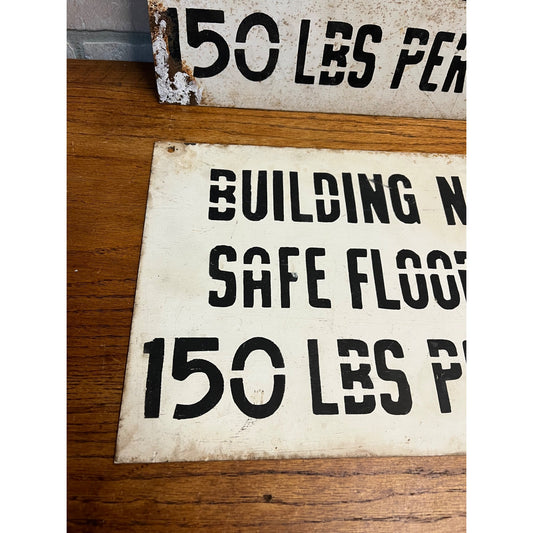 150 LBS PER
BUILDING N
SAFE FLOO
150 LBS P